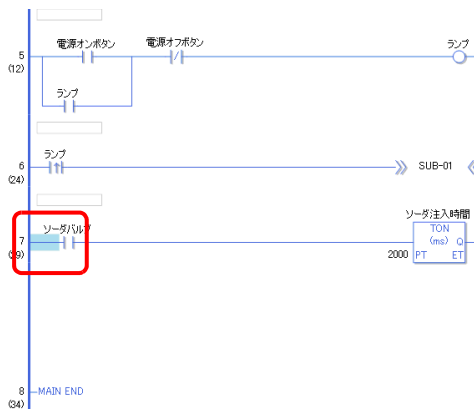 電源オンボタン 電源オフボタン ランプ
5
(12)
ランプ
ランプ
6 SUB-01
(24)
ソーダ注入時間
ソーダバルブ TON
7 (ms) Q
2000 PT ET
8 MAIN END
(34)